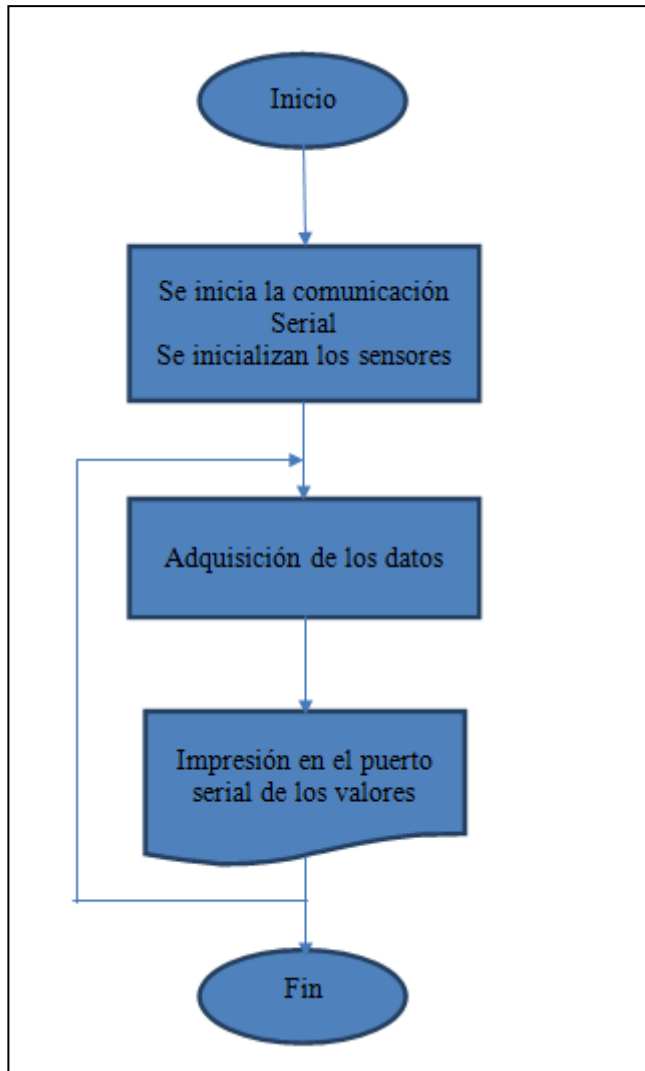 Inicio
Se inicia la comunicación
Serial
Se inicializan los sensores
Adquisición de los datos
Impresión en el puerto
serial de los valores
Fin